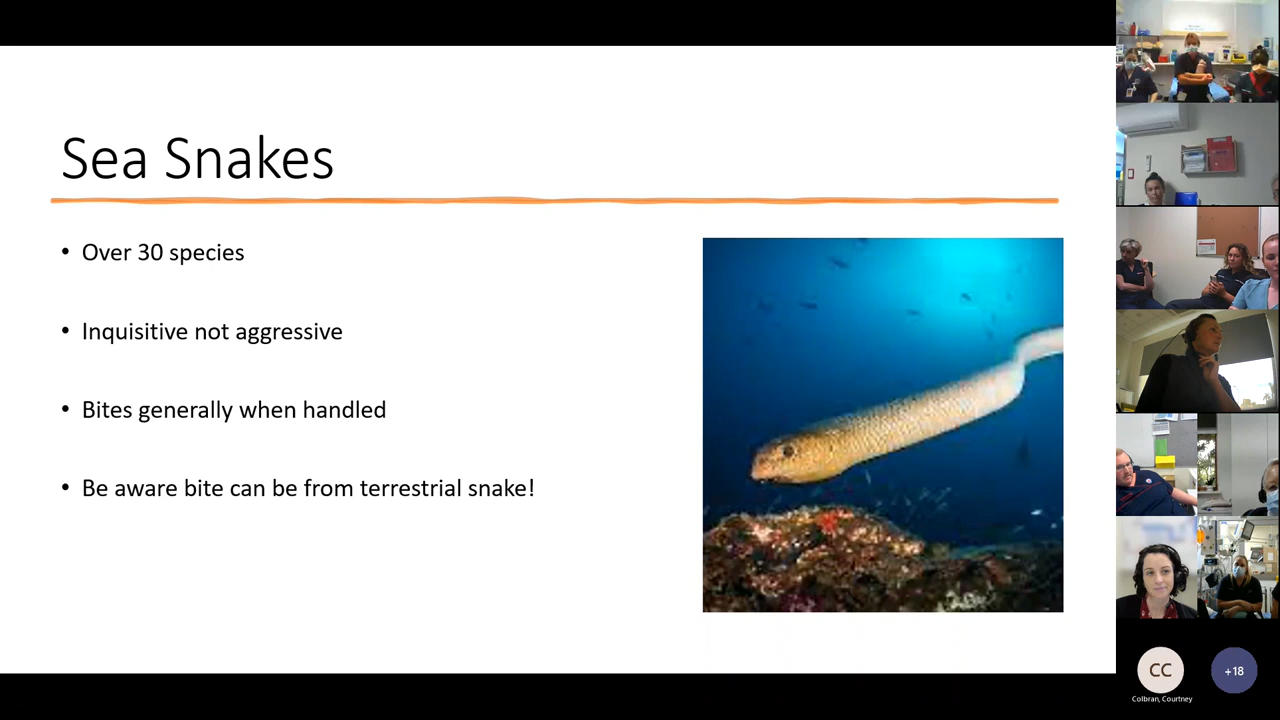 Sea Snakes
• Over 30 species
• Inquisitive not aggressive
• Bites generally when handled
• Be aware bite can be from terrestrial snake!
CC
+18
Colbran, Courtney